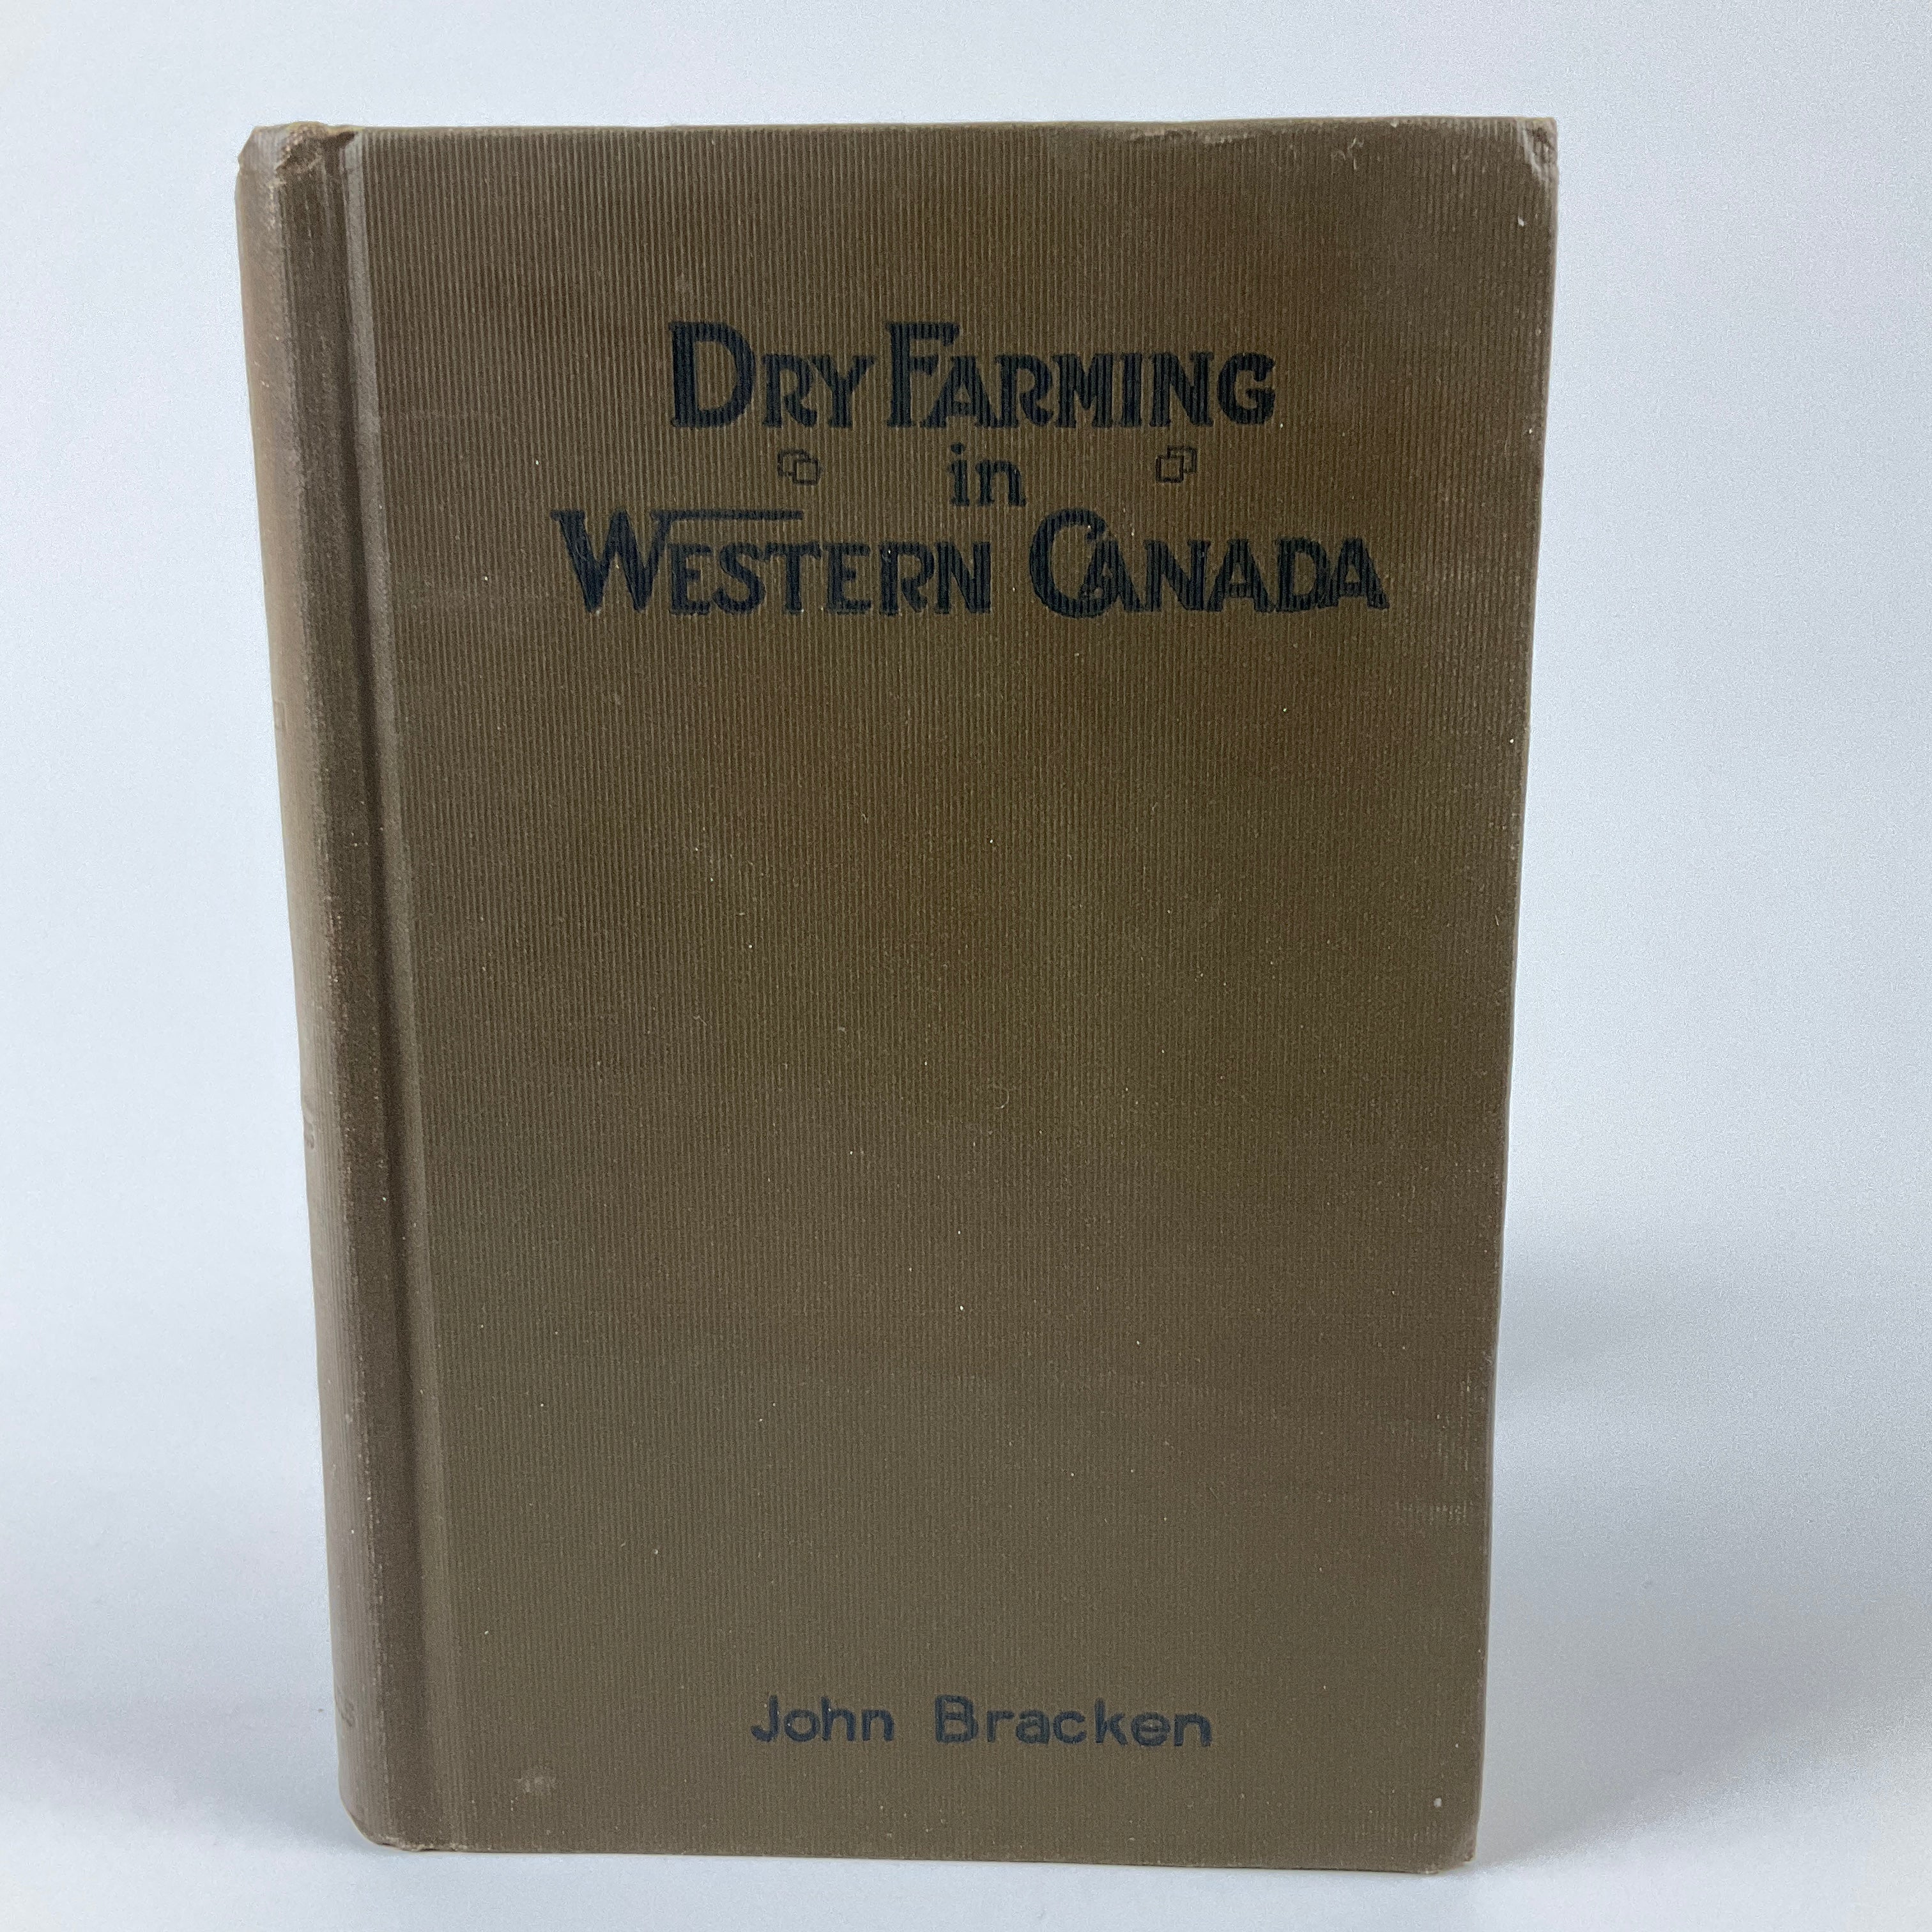 DRY FARMING
in
WESTERN CANADA
John Bracken